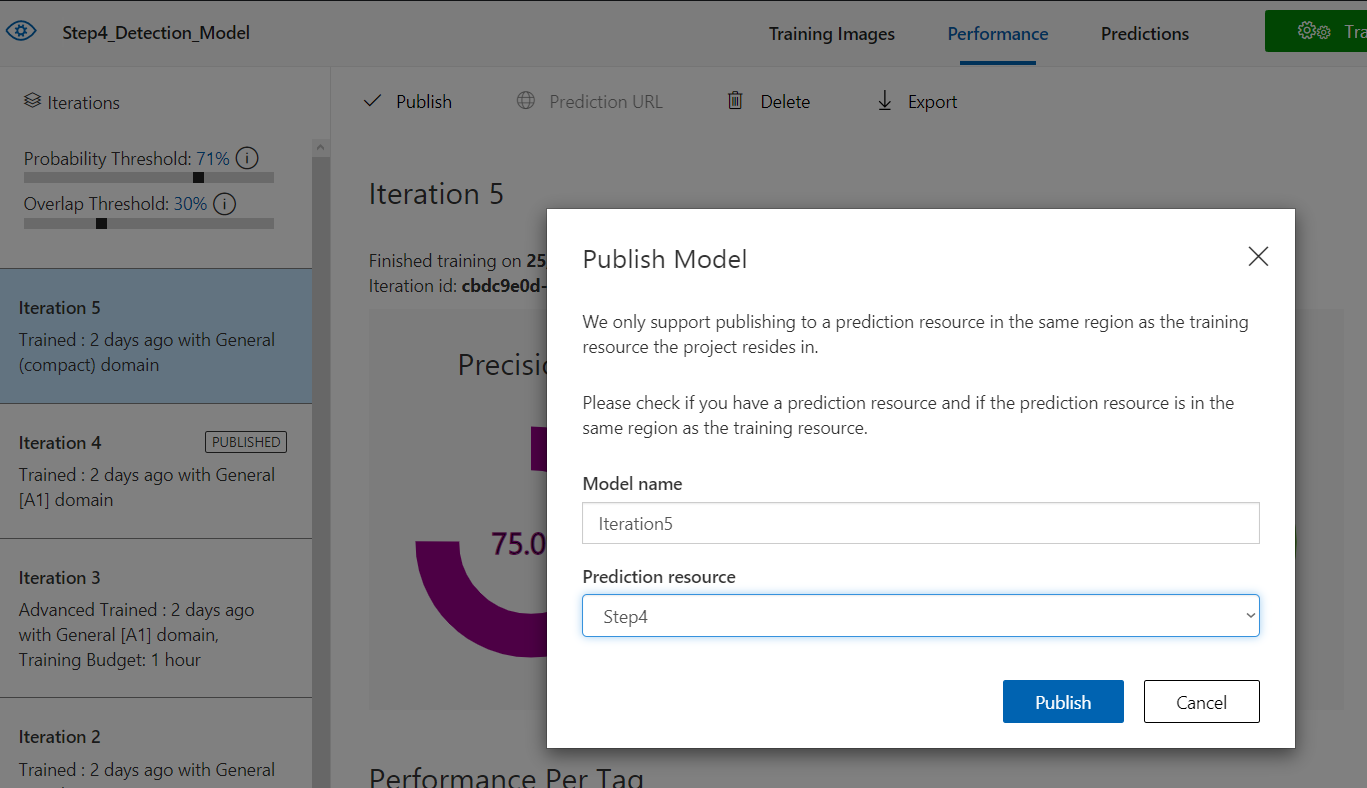 Step4_Detection_Model
Training Images
Performance
Predictions
Iterations
Publish
Prediction URL
Delete
Export
Probability Threshold: 71%
Overlap Threshold: 30%
Iteration 5
Trained : 2 days ago with General
(compact) domain
Iteration 4
PUBLISHED
Trained : 2 days ago with General
[A1] domain
Iteration 3
Advanced Trained : 2 days ago
with General [A1] domain,
Training Budget: 1 hour
Iteration 2
Trained : 2 days ago with General
Iteration 5
Finished training on 25
Iteration id: cbdc9e0d-
75.0
Performance Per Tag
Publish Model
We only support publishing to a prediction resource in the same region as the training
resource the project resides in.
Please check if you have a prediction resource and if the prediction resource is in the
same region as the training resource.
Model name
Iteration5
Prediction resource
Step4
Publish
Cancel